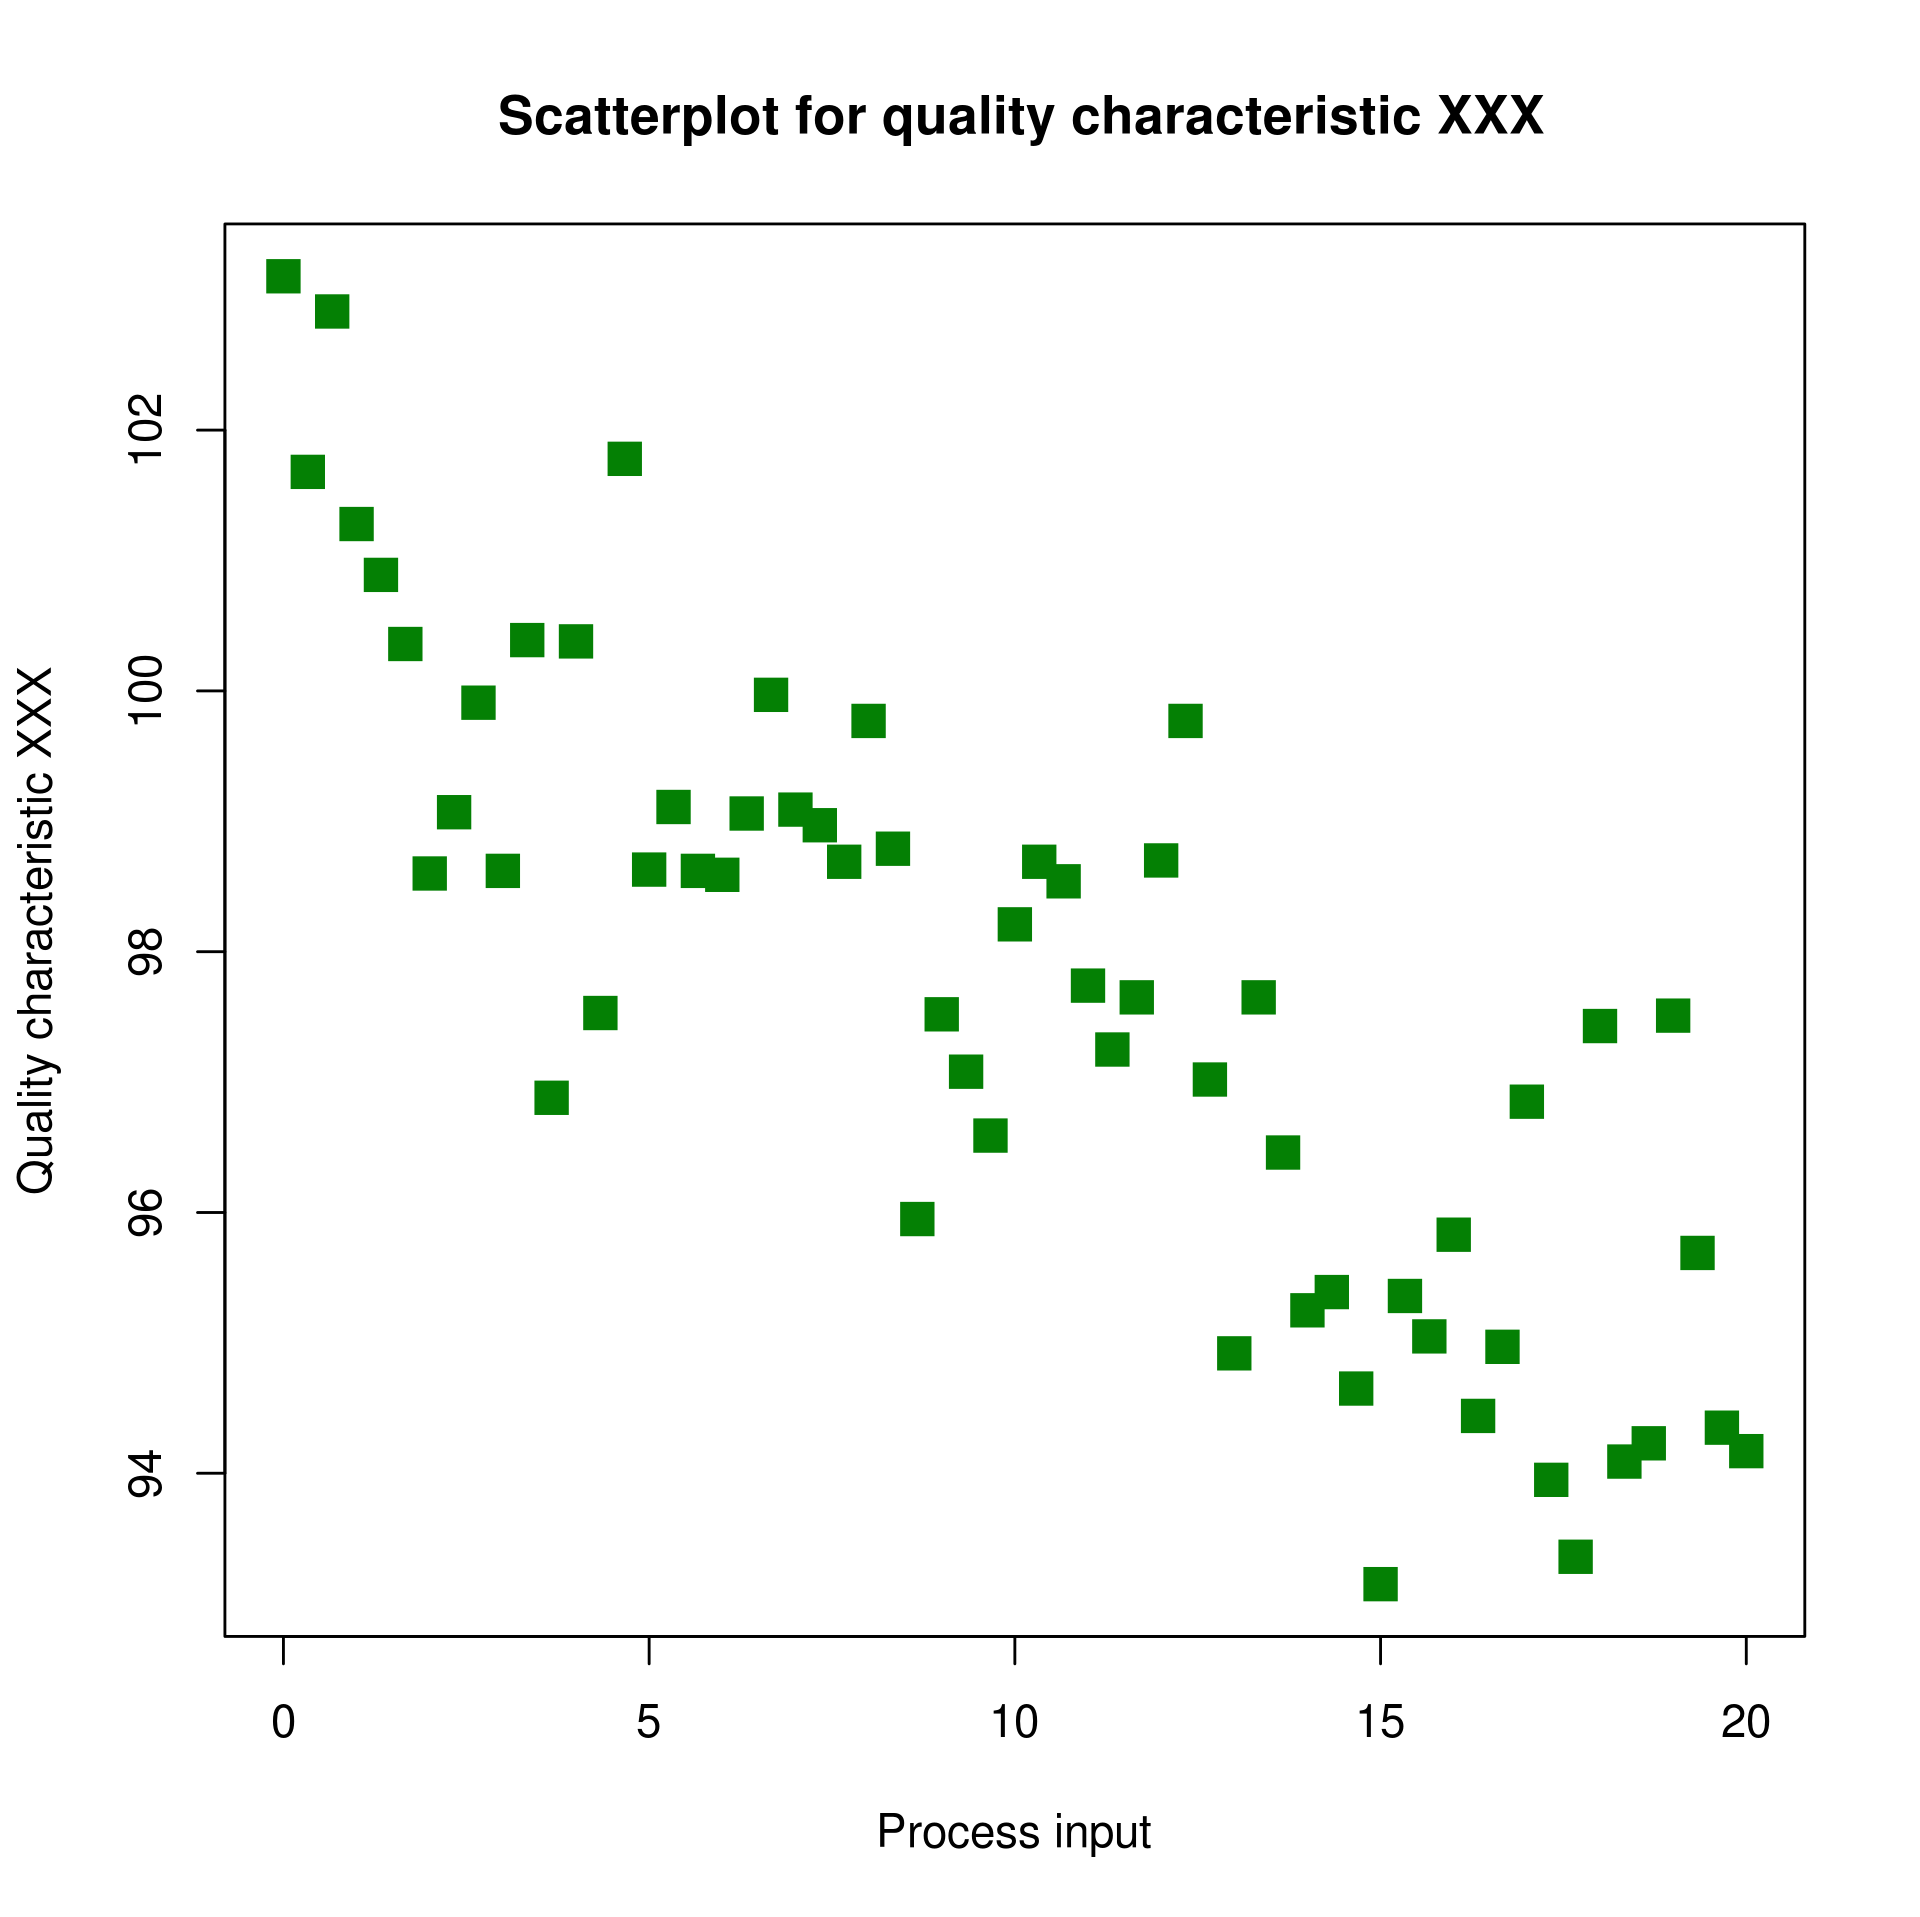 Scatterplot for quality characteristic XXX
Quality characteristic XXX
102
100
98
96
94
0 5 10 15 20
Process input